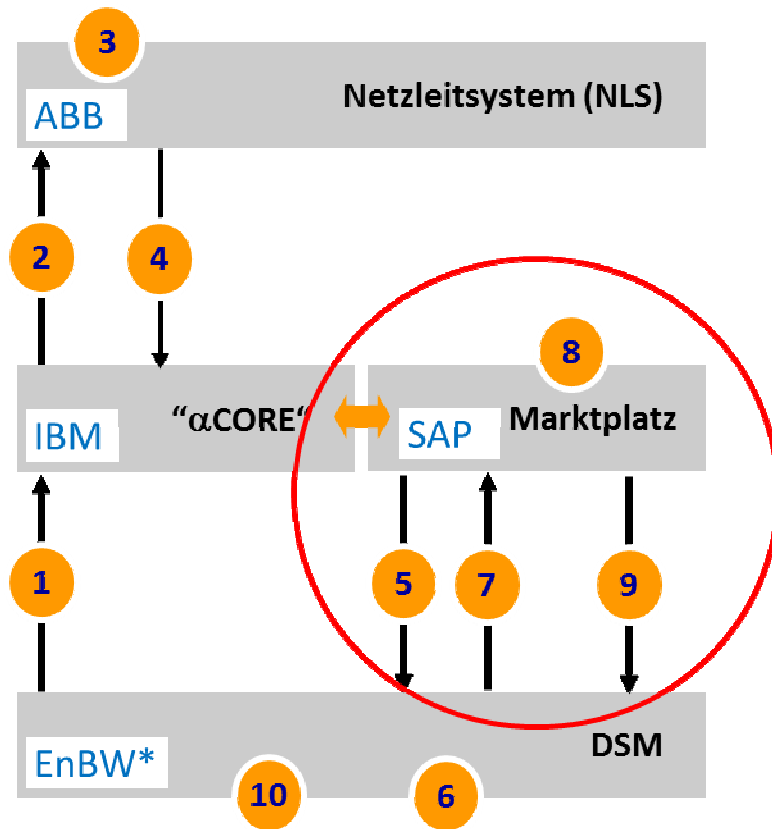 3
Netzleitsystem (NLS)
ABB
2
4
8
“αCORE“
Marktplatz
IBM
SAP
1
5
7
9
DSM
EnBW*
10
6